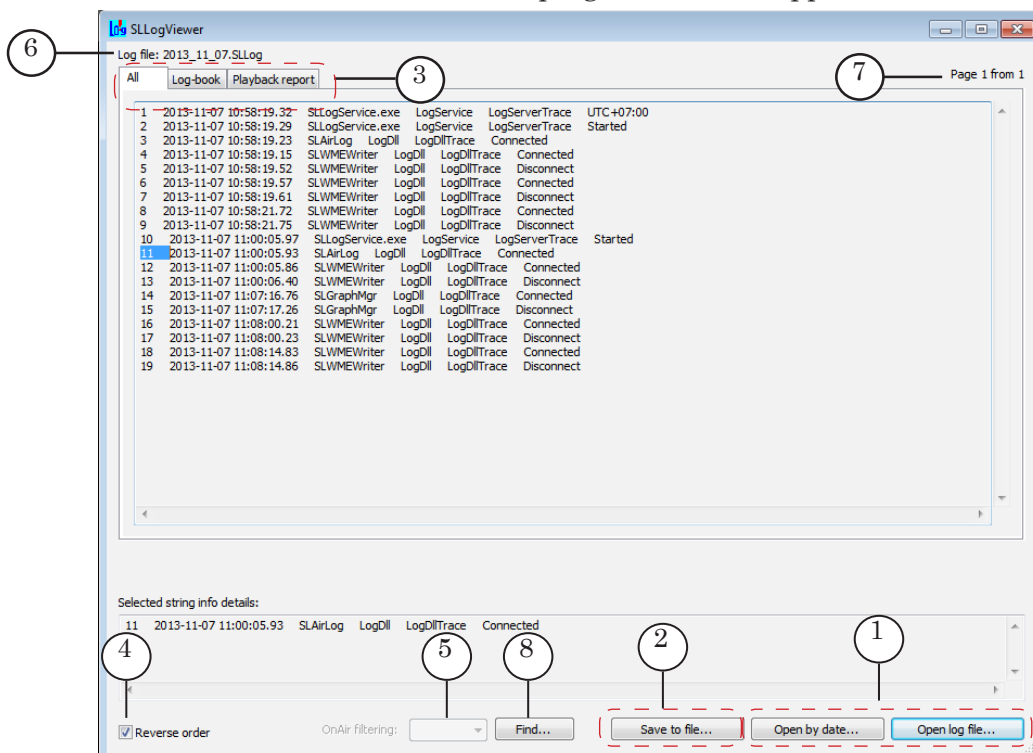 SLLogViewer
6
Log file: 2013_11_07.SLLog
All Log-book Playback report
3
7
Page 1 from 1
1 2013-11-07 10:58:19.32 SLLogService.exe LogService LogServerTrace UTC+07:00
2 2013-11-07 10:58:19.29 SLLogService.exe LogService LogServerTrace Started
3 2013-11-07 10:58:19.23 SLAirLog LogDll LogDllTrace Connected
4 2013-11-07 10:58:19.15 SLWMEWriter LogDll LogDllTrace Connected
5 2013-11-07 10:58:19.52 SLWMEWriter LogDll LogDllTrace Disconnect
6 2013-11-07 10:58:19.57 SLWMEWriter LogDll LogDllTrace Connected
7 2013-11-07 10:58:19.61 SLWMEWriter LogDll LogDllTrace Disconnect
8 2013-11-07 10:58:21.72 SLWMEWriter LogDll LogDllTrace Connected
9 2013-11-07 10:58:21.75 SLWMEWriter LogDll LogDllTrace Disconnect
10 2013-11-07 11:00:05.97 SLLogService.exe LogService LogServerTrace Started
11 2013-11-07 11:00:05.93 SLAirLog LogDll LogDllTrace Connected
12 2013-11-07 11:00:05.86 SLWMEWriter LogDll LogDllTrace Connected
13 2013-11-07 11:00:06.40 SLWMEWriter LogDll LogDllTrace Disconnect
14 2013-11-07 11:07:16.76 SLGraphMgr LogDll LogDllTrace Connected
15 2013-11-07 11:07:17.26 SLGraphMgr LogDll LogDllTrace Disconnect
16 2013-11-07 11:08:00.21 SLWMEWriter LogDll LogDllTrace Connected
17 2013-11-07 11:08:00.23 SLWMEWriter LogDll LogDllTrace Disconnect
18 2013-11-07 11:08:14.83 SLWMEWriter LogDll LogDllTrace Connected
19 2013-11-07 11:08:14.86 SLWMEWriter LogDll LogDllTrace Disconnect
Selected string info details:
11 2013-11-07 11:00:05.93 SLAirLog LogDll LogDllTrace Connected
4
5
8
2
1
Reverse order
OnAir filtering:
Find...
Save to file...
Open by date...
Open log file...